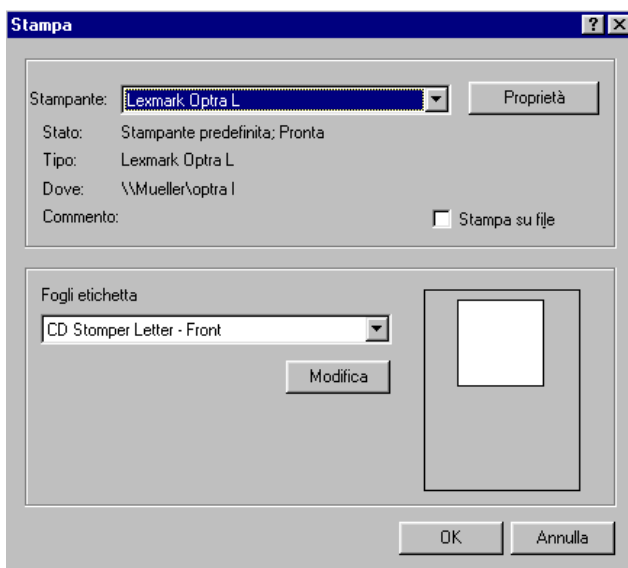 Stampa
Stampante: Lexmark Optra L Proprietà
Stato: Stampante predefinita; Pronta
Tipo: Lexmark Optra L
Dove: \\Mueller\optra l
Commento: Stampa su file
Fogli etichetta
CD Stomper Letter - Front
Modifica
OK Annulla